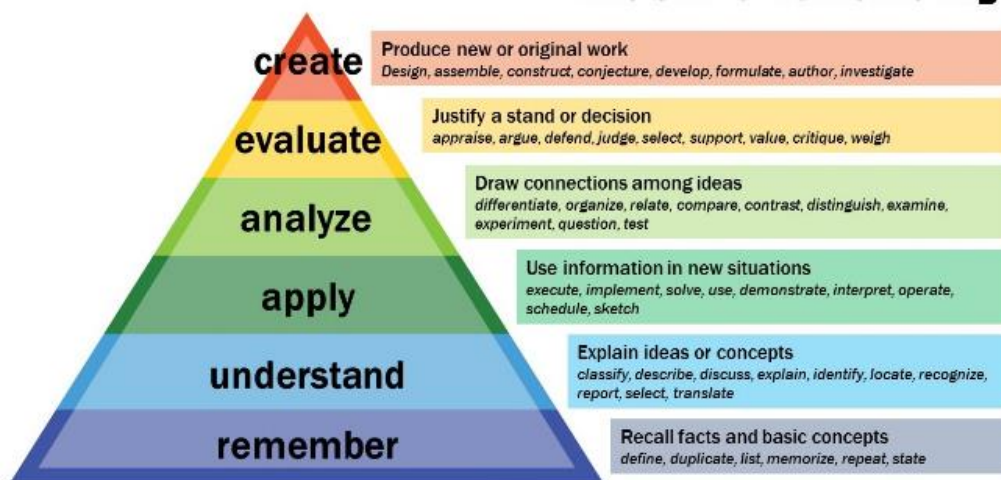 create
Produce new or original work
Design, assemble, construct, conjecture, develop, formulate, author, investigate
evaluate
Justify a stand or decision
appraise, argue, defend, judge, select, support, value, critique, weigh
analyze
Draw connections among ideas
differentiate, organize, relate, compare, contrast, distinguish, examine,
experiment, question, test
apply
Use information in new situations
execute, implement, solve, use, demonstrate, interpret, operate,
schedule, sketch
understand
Explain ideas or concepts
classify, describe, discuss, explain, identify, locate, recognize,
report, select, translate
remember
Recall facts and basic concepts
define, duplicate, list, memorize, repeat, state